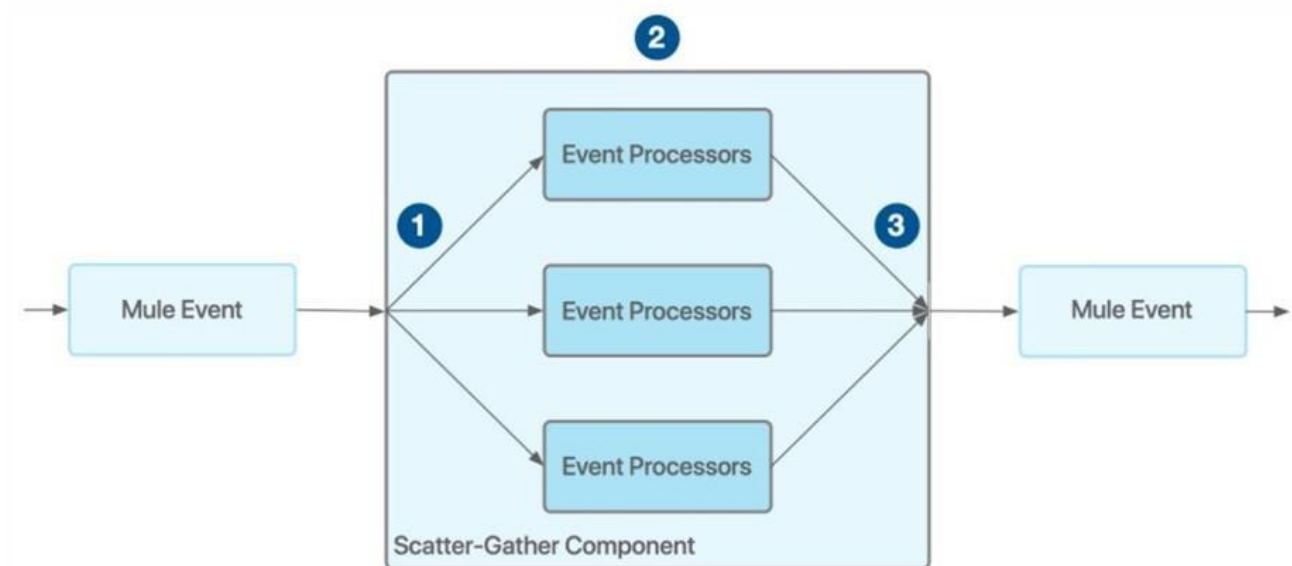 2
Event Processors
1
3
Mule Event
Event Processors
Mule Event
Event Processors
Scatter-Gather Component